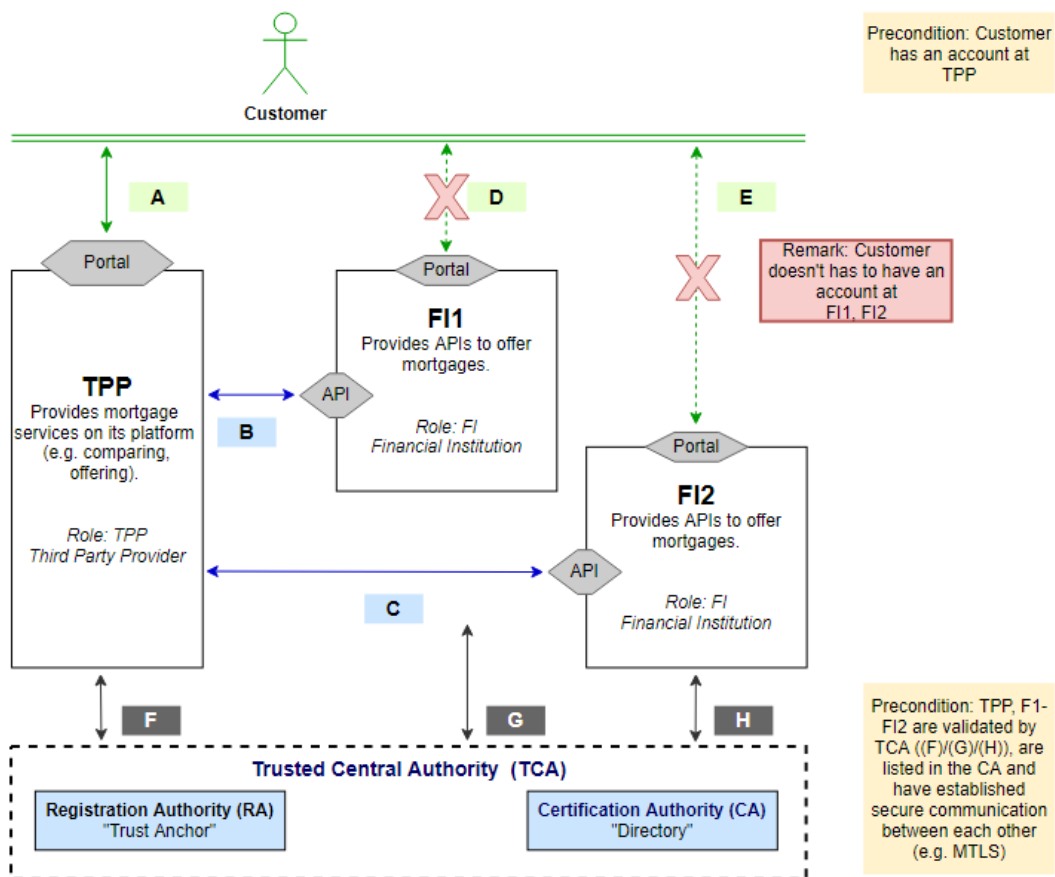 Precondition: Customer
has an account at
TPP
Customer
A
D
E
Portal
Portal
Remark: Customer
doesn't has to have an
account at
FI1, FI2
FI1
Provides APIs to offer
mortgages.
TPP
Provides mortgage
services on its platform
(e.g. comparing,
offering).
API
B
Role: FI
Financial Institution
Portal
FI2
Provides APIs to offer
mortgages.
Role: TPP
Third Party Provider
API
C
Role: FI
Financial Institution
F
G
H
Precondition: TPP, F1-
FI2 are validated by
TCA ((F)/(G)/(H)), are
listed in the CA and
have established
secure communication
between each other
(e.g. MTLS)
Trusted Central Authority (TCA)
Registration Authority (RA)
"Trust Anchor"
Certification Authority (CA)
"Directory"